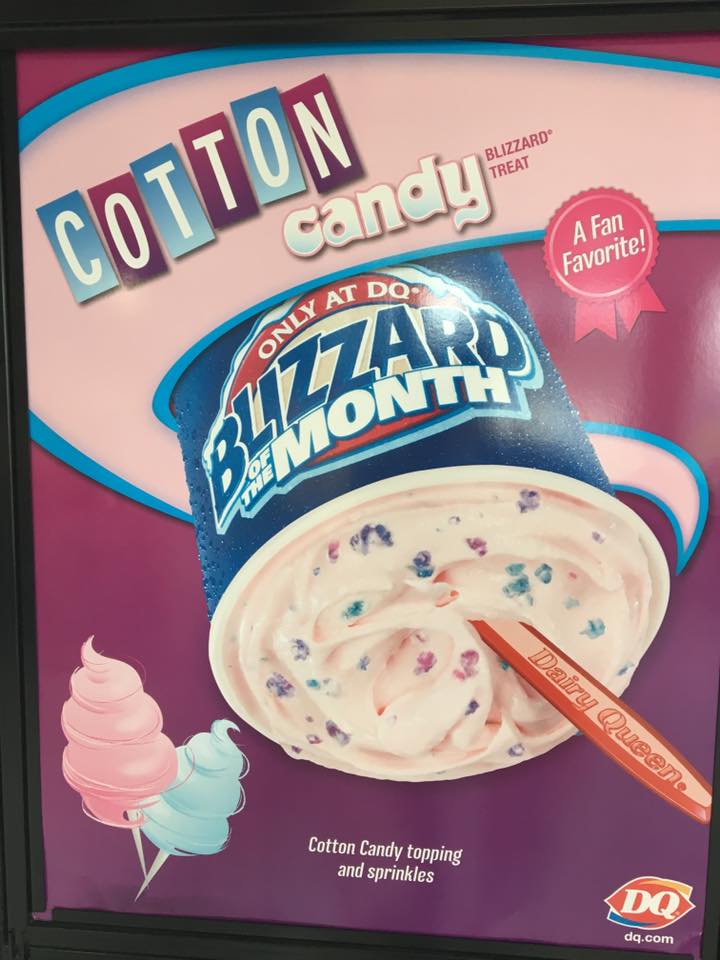 COTTON
candy
BLIZZARD®
TREAT
A Fan
Favorite!
ONLY AT DQ®
BLIZZARD
OF
THE
MONTH
Dairy Queen®
Cotton Candy topping
and sprinkles
DQ
dq.com